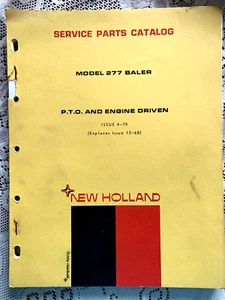 SERVICE PARTS CATALOG
MODEL 277 BALER
P.T.O. AND ENGINE DRIVEN
ISSUE 4-70
(Replaces Issue 12-68)
NEW HOLLAND